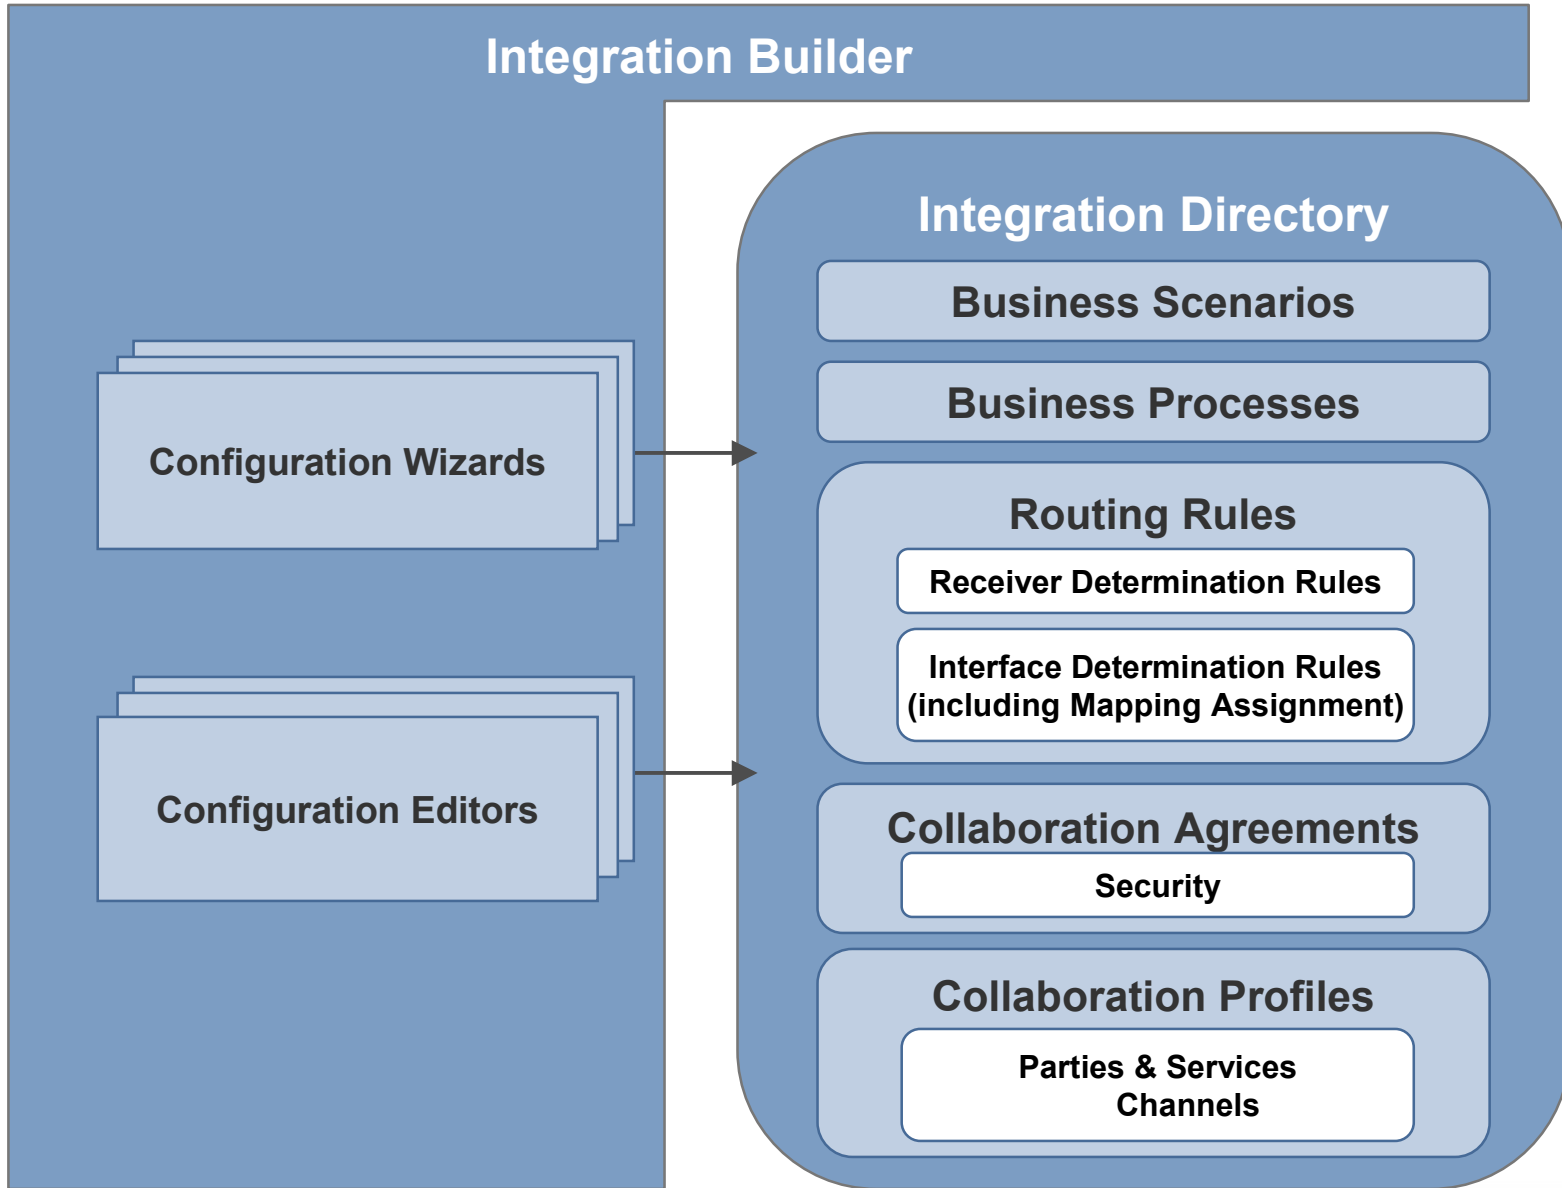 Integration Builder
Integration Directory
Business Scenarios
Business Processes
Configuration Wizards
Routing Rules
Receiver Determination Rules
Interface Determination Rules
(including Mapping Assignment)
Configuration Editors
Collaboration Agreements
Security
Collaboration Profiles
Parties & Services
Channels